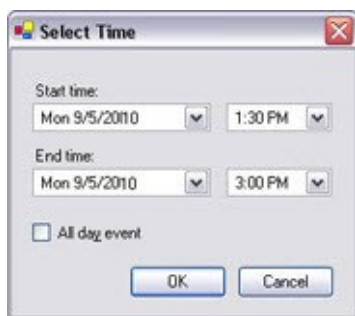 Select Time
Start time:
Mon 9/5/2010 1:30 PM
End time:
Mon 9/5/2010 3:00 PM
All day event
OK Cancel